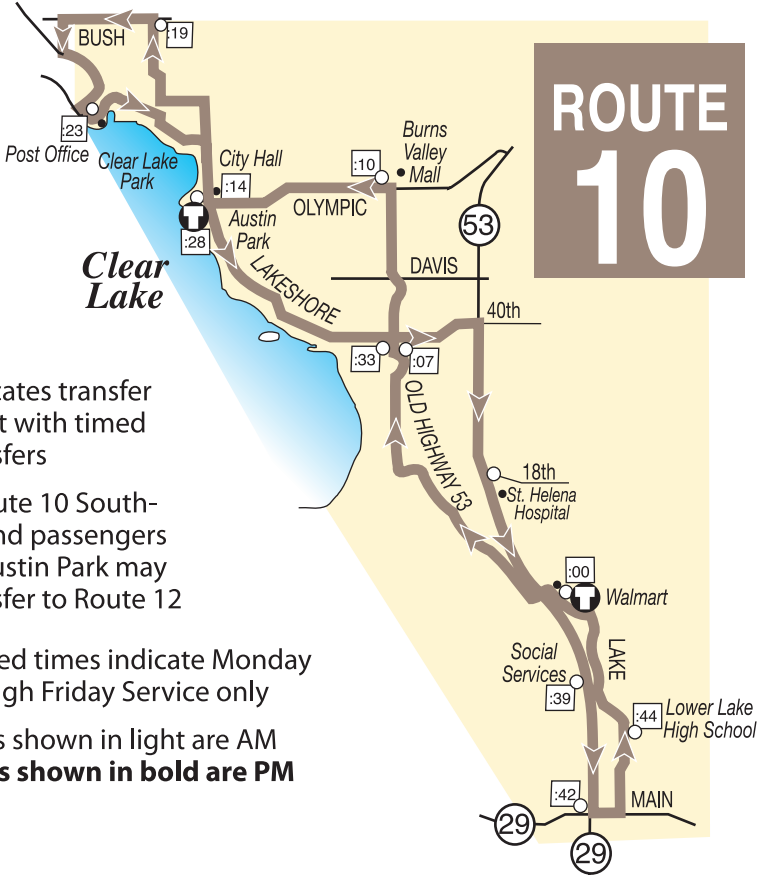 ROUTE
10
:19
BUSH
:23
Post Office
Clear Lake
Park
City Hall
:14
:10
Burns
Valley
Mall
OLYMPIC
53
Austin
Park
:28
Clear
Lake
LAKESHORE
DAVIS
40th
:33
:07
OLD HIGHWAY 53
18th
St. Helena
Hospital
:00
T
T
Walmart
Social
Services
:39
LAKE
:44
Lower Lake
High School
:42
MAIN
29
29
cates transfer
t with timed
sfers
ute 10 South-
nd passengers
ustin Park may
sfer to Route 12
ed times indicate Monday
gh Friday Service only
s shown in light are AM
s shown in bold are PM